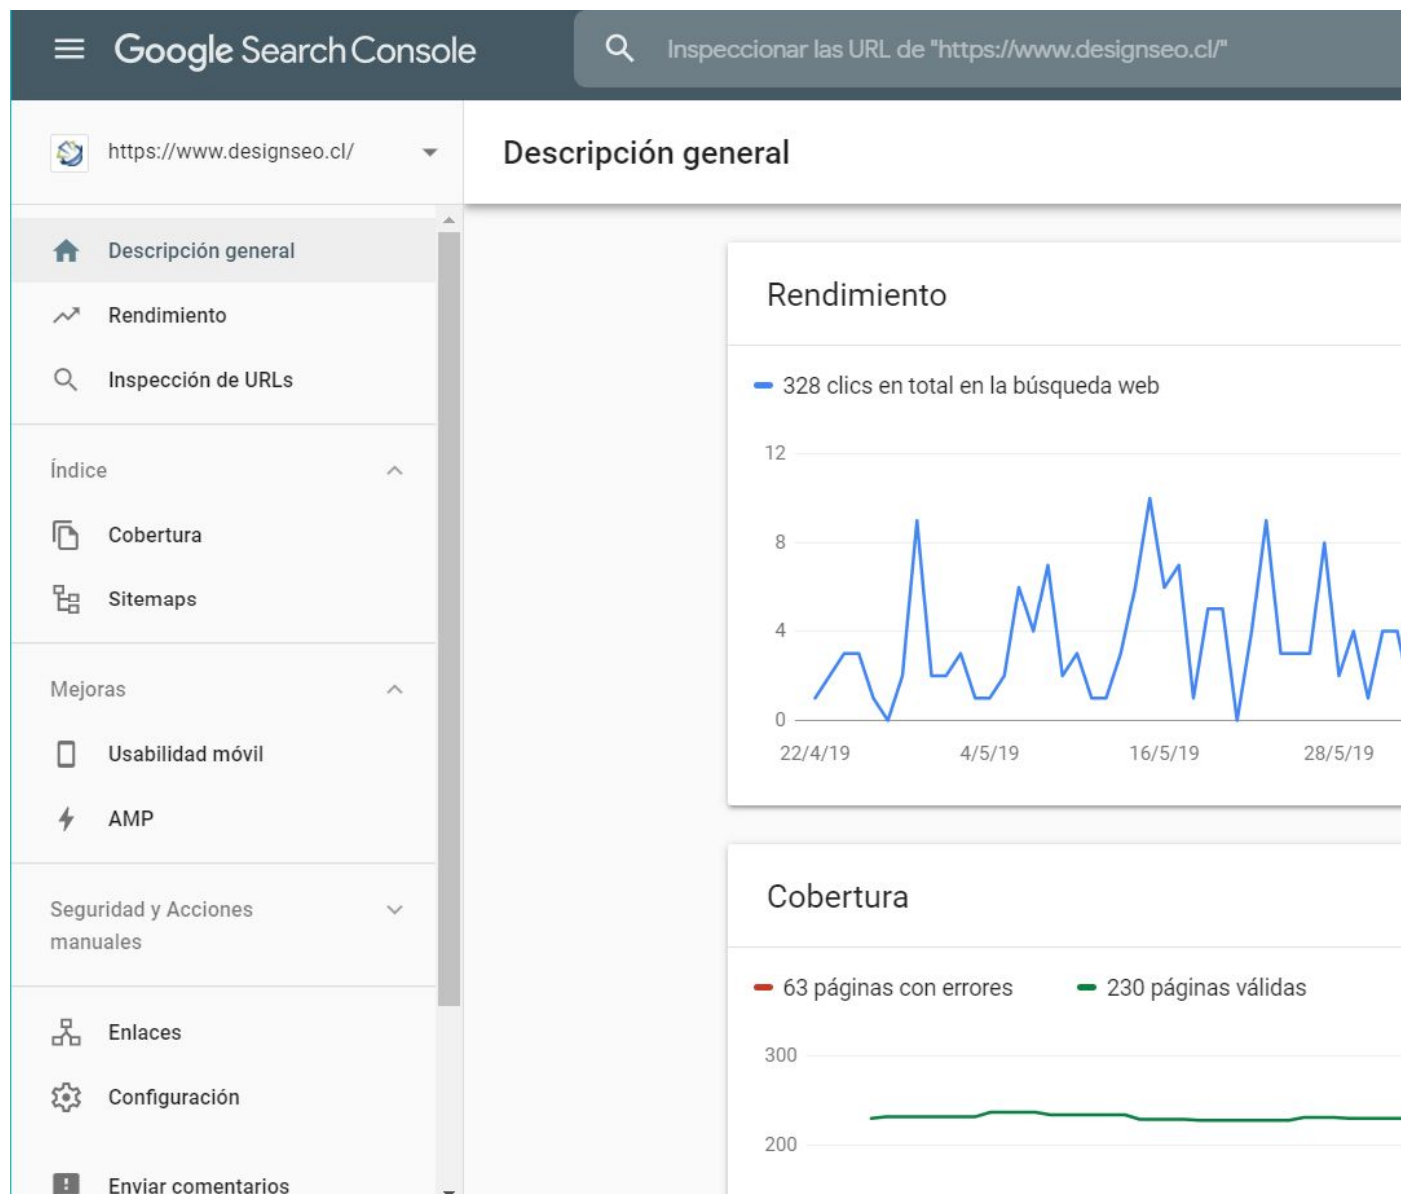 Google Search Console
Inspeccionar las URL de "https://www.designseo.cl/"
https://www.designseo.cl/
Descripción general
Descripción general
Rendimiento
Inspección de URLs
Índice
Cobertura
Sitemaps
Mejoras
Usabilidad móvil
AMP
Seguridad y Acciones
manuales
Enlaces
Configuración
Enviar comentarios
Rendimiento
328 clics en total en la búsqueda web
12
8
4
0
22/4/19 4/5/19 16/5/19 28/5/19
Cobertura
63 páginas con errores 230 páginas válidas
300
200